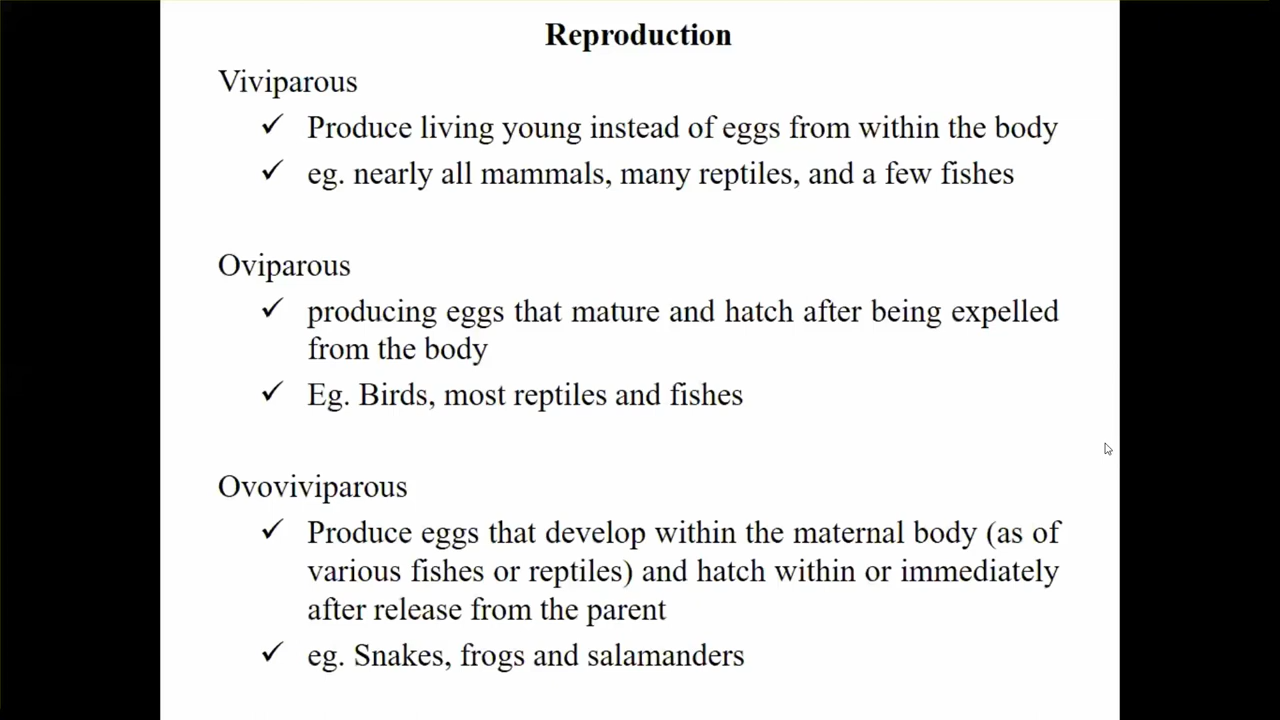 Reproduction
Viviparous
✓ Produce living young instead of eggs from within the body
✓ eg. nearly all mammals, many reptiles, and a few fishes
Oviparous
✓ producing eggs that mature and hatch after being expelled
from the body
✓ Eg. Birds, most reptiles and fishes
Ovoviviparous
✓ Produce eggs that develop within the maternal body (as of
various fishes or reptiles) and hatch within or immediately
after release from the parent
✓ eg. Snakes, frogs and salamanders